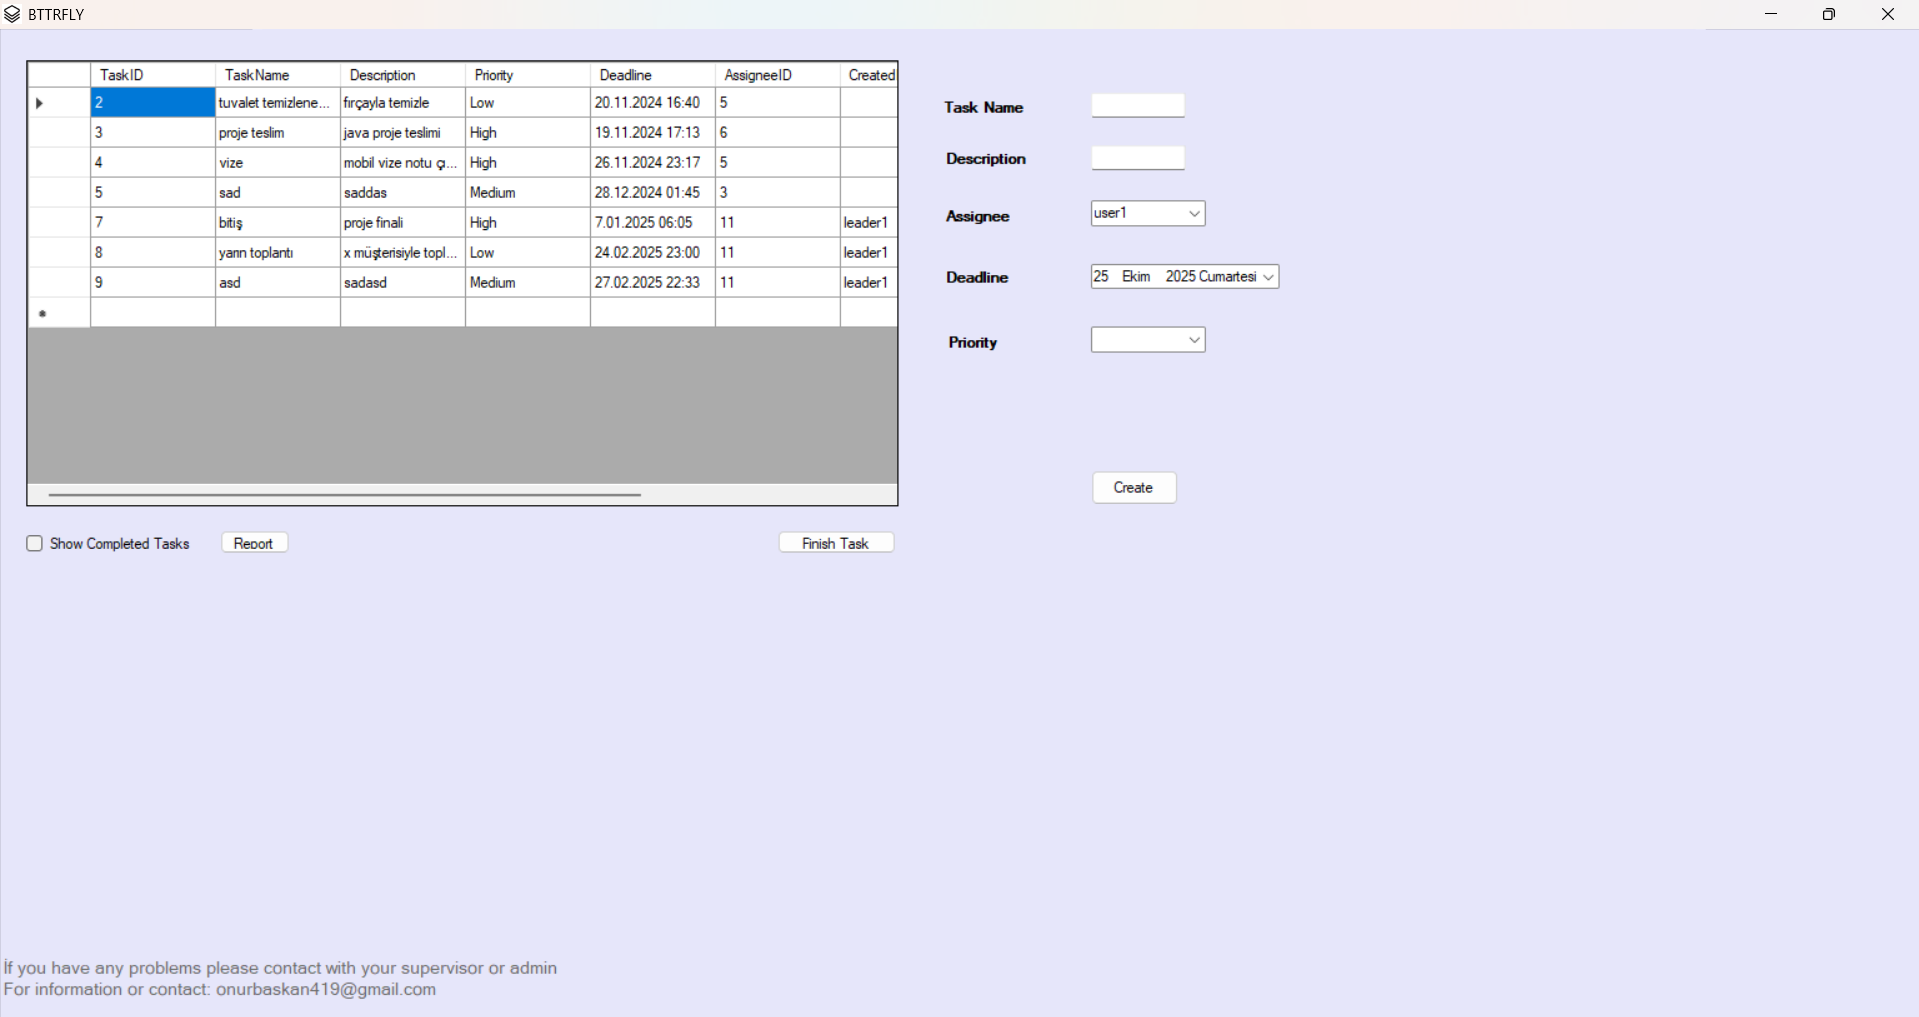 BTTRFLY
TaskID TaskName Description Priority Deadline AssigneeID Created
2 tuvalet temizlene... fırçayla temizle Low 20.11.2024 16:40 5
3 proje teslim java proje teslimi High 19.11.2024 17:13 6
4 vize mobil vize notu çı... High 26.11.2024 23:17 5
5 sad saddas Medium 28.12.2024 01:45 3
7 bitiş proje finali High 7.01.2025 06:05 11 leader1
8 yarın toplantı x müşterisiyle topl... Low 24.02.2025 23:00 11 leader1
9 asd sadasd Medium 27.02.2025 22:33 11 leader1
Show Completed Tasks Report Finish Task
Task Name
Description
Assignee user1
Deadline 25 Ekim 2025 Cumartesi
Priority
Create
İf you have any problems please contact with your supervisor or admin
For information or contact: onurbaskan419@gmail.com